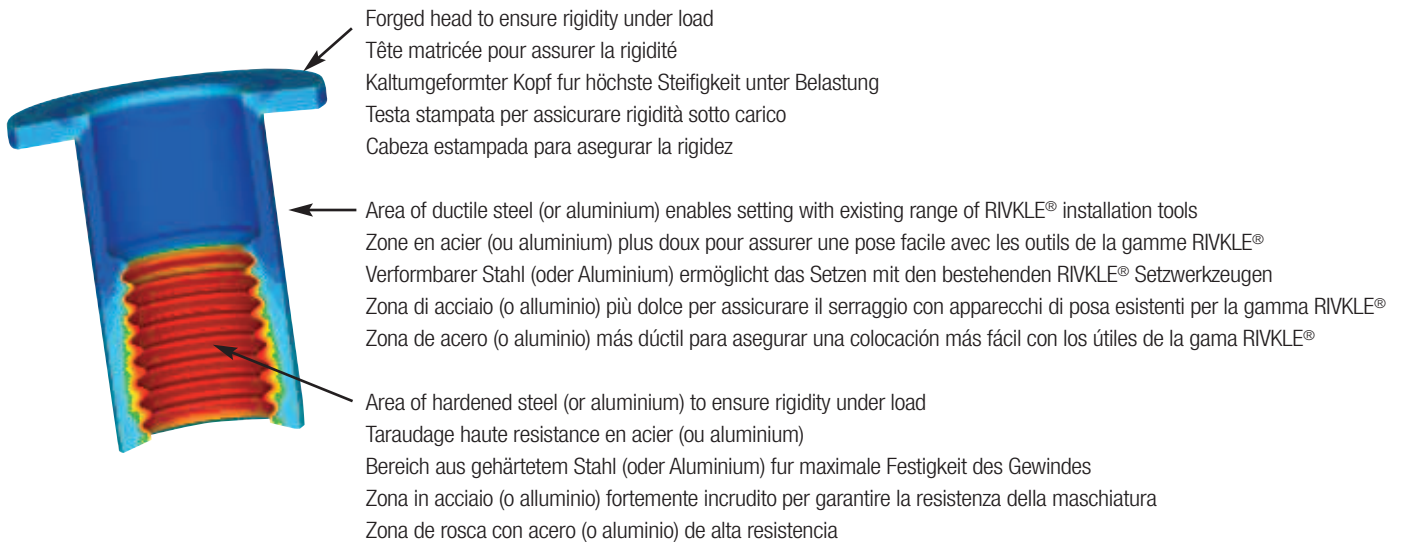 Forged head to ensure rigidity under load
Tête matricée pour assurer la rigidité
Kaltumgeformter Kopf fur höchste Steifigkeit unter Belastung
Testa stampata per assicurare rigidità sotto carico
Cabeza estampada para asegurar la rigidez
Area of ductile steel (or aluminium) enables setting with existing range of RIVKLE® installation tools
Zone en acier (ou aluminium) plus doux pour assurer une pose facile avec les outils de la gamme RIVKLE®
Verformbarer Stahl (oder Aluminium) ermöglicht das Setzen mit den bestehenden RIVKLE® Setzwerkzeugen
Zona di acciaio (o alluminio) più dolce per assicurare il serraggio con apparecchi di posa esistenti per la gamma RIVKLE®
Zona de acero (o aluminio) más dúctil para asegurar una colocación más fácil con los útiles de la gama RIVKLE®
Area of hardened steel (or aluminium) to ensure rigidity under load
Taraudage haute resistance en acier (ou aluminium)
Bereich aus gehärtetem Stahl (oder Aluminium) fur maximale Festigkeit des Gewindes
Zona in acciaio (o alluminio) fortemente incrudito per garantire la resistenza della maschiatura
Zona de rosca con acero (o aluminio) de alta resistencia